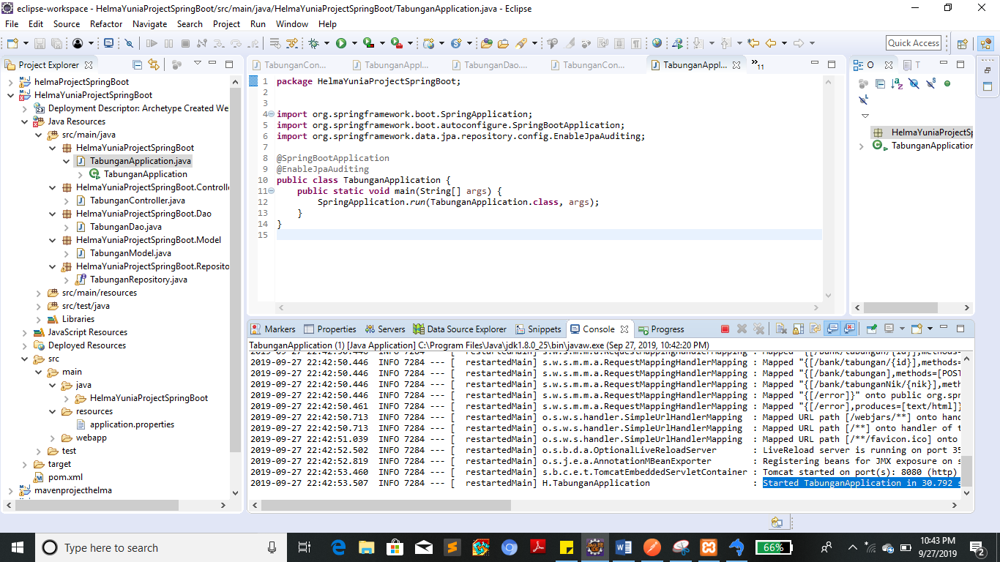 eclipse-workspace - HelmaYuniaProjectSpringBoot/src/main/java/HelmaYuniaProjectSpringBoot/TabunganApplication.java - Eclipse
File Edit Source Refactor Navigate Search Project Run Window Help
Quick Access
Project Explorer
helmaProjectSpringBoot
HelmaYuniaProjectSpringBoot
Deployment Descriptor: Archetype Created We
Java Resources
src/main/java
HelmaYuniaProjectSpringBoot
TabunganApplication.java
TabunganApplication
HelmaYuniaProjectSpringBoot.Controlle
TabunganController.java
HelmaYuniaProjectSpringBoot.Dao
TabunganDao.java
HelmaYuniaProjectSpringBoot.Model
TabunganModel.java
HelmaYuniaProjectSpringBoot.Reposito
TabunganRepository.java
src/main/resources
src/test/java
Libraries
JavaScript Resources
Deployed Resources
src
main
java
HelmaYuniaProjectSpringBoot
resources
application.properties
webapp
test
target
pom.xml
mavenprojecthelma
TabunganCon... TabunganAppl... TabunganDao.... TabunganCon... TabunganAppl... »11
1 package HelmaYuniaProjectSpringBoot;
2
3
4 import org.springframework.boot.SpringApplication;
5 import org.springframework.boot.autoconfigure.SpringBootApplication;
6 import org.springframework.data.jpa.repository.config.EnableJpaAuditing;
7
8 @SpringBootApplication
9 @EnableJpaAuditing
10 public class TabunganApplication {
11 public static void main(String[] args) {
12 SpringApplication.run(TabunganApplication.class, args);
13 }
14 }
15
O T
HelmaYuniaProjectSp
TabunganApplication
Markers Properties Servers Data Source Explorer Snippets Console Progress
TabunganApplication (1) [Java Application] C:\Program Files\Java\jdk1.8.0_25\bin\javaw.exe (Sep 27, 2019, 10:42:20 PM)
2019-09-27 22:42:50.446 INFO 7284 --- [ restartedMain] s.w.s.m.m.a.RequestMappingHandlerMapping : Mapped "{[/bank/tabungan/{id}],methods=
2019-09-27 22:42:50.446 INFO 7284 --- [ restartedMain] s.w.s.m.m.a.RequestMappingHandlerMapping : Mapped "{[/bank/tabungan/{id}],methods=
2019-09-27 22:42:50.446 INFO 7284 --- [ restartedMain] s.w.s.m.m.a.RequestMappingHandlerMapping : Mapped "{[/bank/tabungan],methods=[POST
2019-09-27 22:42:50.446 INFO 7284 --- [ restartedMain] s.w.s.m.m.a.RequestMappingHandlerMapping : Mapped "{[/bank/tabunganNik/{nik}],meth
2019-09-27 22:42:50.446 INFO 7284 --- [ restartedMain] s.w.s.m.m.a.RequestMappingHandlerMapping : Mapped "{[/error]}" onto public org.spr
2019-09-27 22:42:50.461 INFO 7284 --- [ restartedMain] s.w.s.m.m.a.RequestMappingHandlerMapping : Mapped "{[/error],produces=[text/html]}
2019-09-27 22:42:50.713 INFO 7284 --- [ restartedMain] o.s.w.s.handler.SimpleUrlHandlerMapping : Mapped URL path [/webjars/**] onto hand
2019-09-27 22:42:50.713 INFO 7284 --- [ restartedMain] o.s.w.s.handler.SimpleUrlHandlerMapping : Mapped URL path [/**] onto handler of t
2019-09-27 22:42:51.039 INFO 7284 --- [ restartedMain] o.s.w.s.handler.SimpleUrlHandlerMapping : Mapped URL path [/**/favicon.ico] onto
2019-09-27 22:42:52.502 INFO 7284 --- [ restartedMain] o.s.b.d.a.OptionalLiveReloadServer : LiveReload server is running on port 35
2019-09-27 22:42:52.819 INFO 7284 --- [ restartedMain] o.s.j.e.a.AnnotationMBeanExporter : Registering beans for JMX exposure on s
2019-09-27 22:42:53.460 INFO 7284 --- [ restartedMain] s.b.c.e.t.TomcatEmbeddedServletContainer : Tomcat started on port(s): 8080 (http)
2019-09-27 22:42:53.507 INFO 7284 --- [ restartedMain] H.TabunganApplication : Started TabunganApplication in 30.792 s
Type here to search
66%
10:43 PM
9/27/2019
2